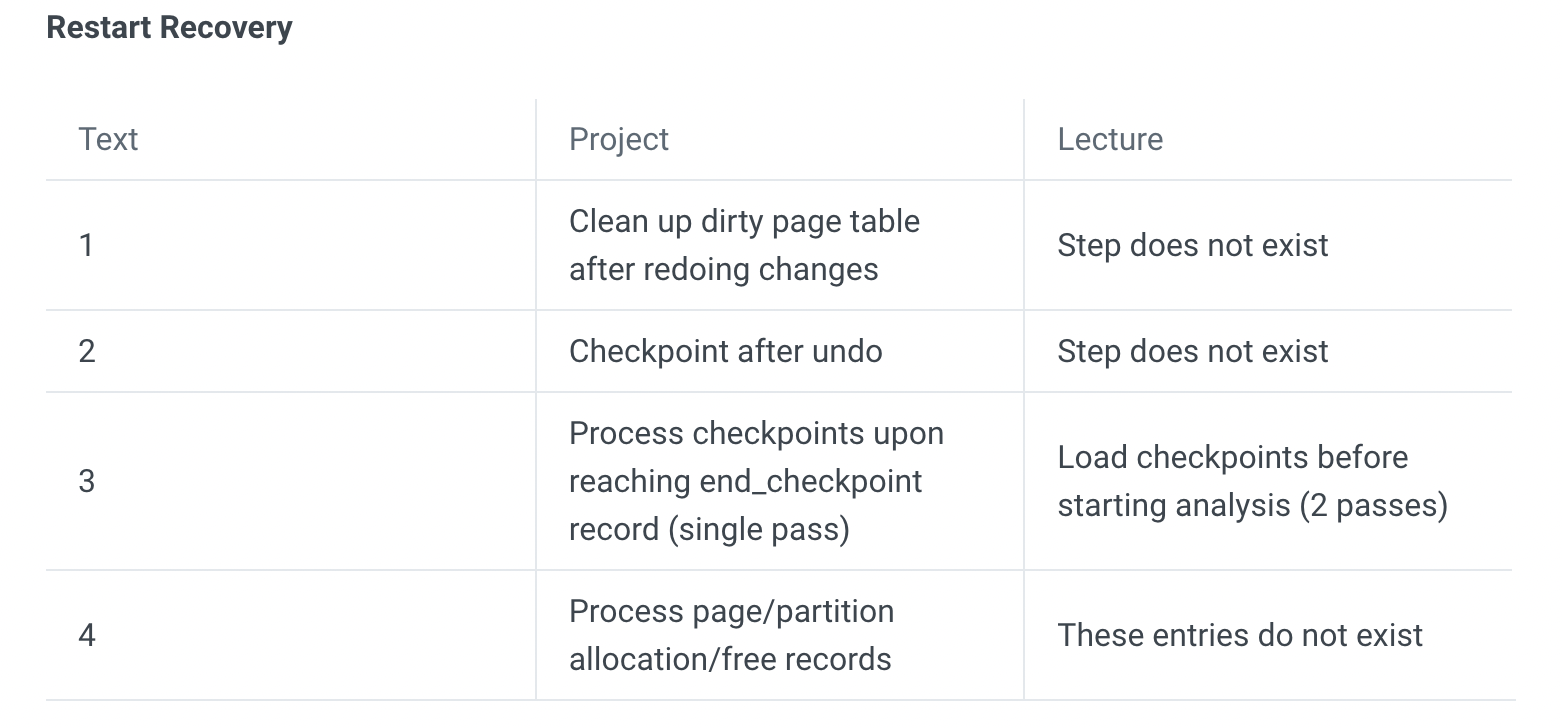 Restart Recovery
Text
Project
Lecture
1
Clean up dirty page table
after redoing changes
Step does not exist
2
Checkpoint after undo
Step does not exist
3
Process checkpoints upon
reaching end_checkpoint
record (single pass)
Load checkpoints before
starting analysis (2 passes)
4
Process page/partition
allocation/free records
These entries do not exist